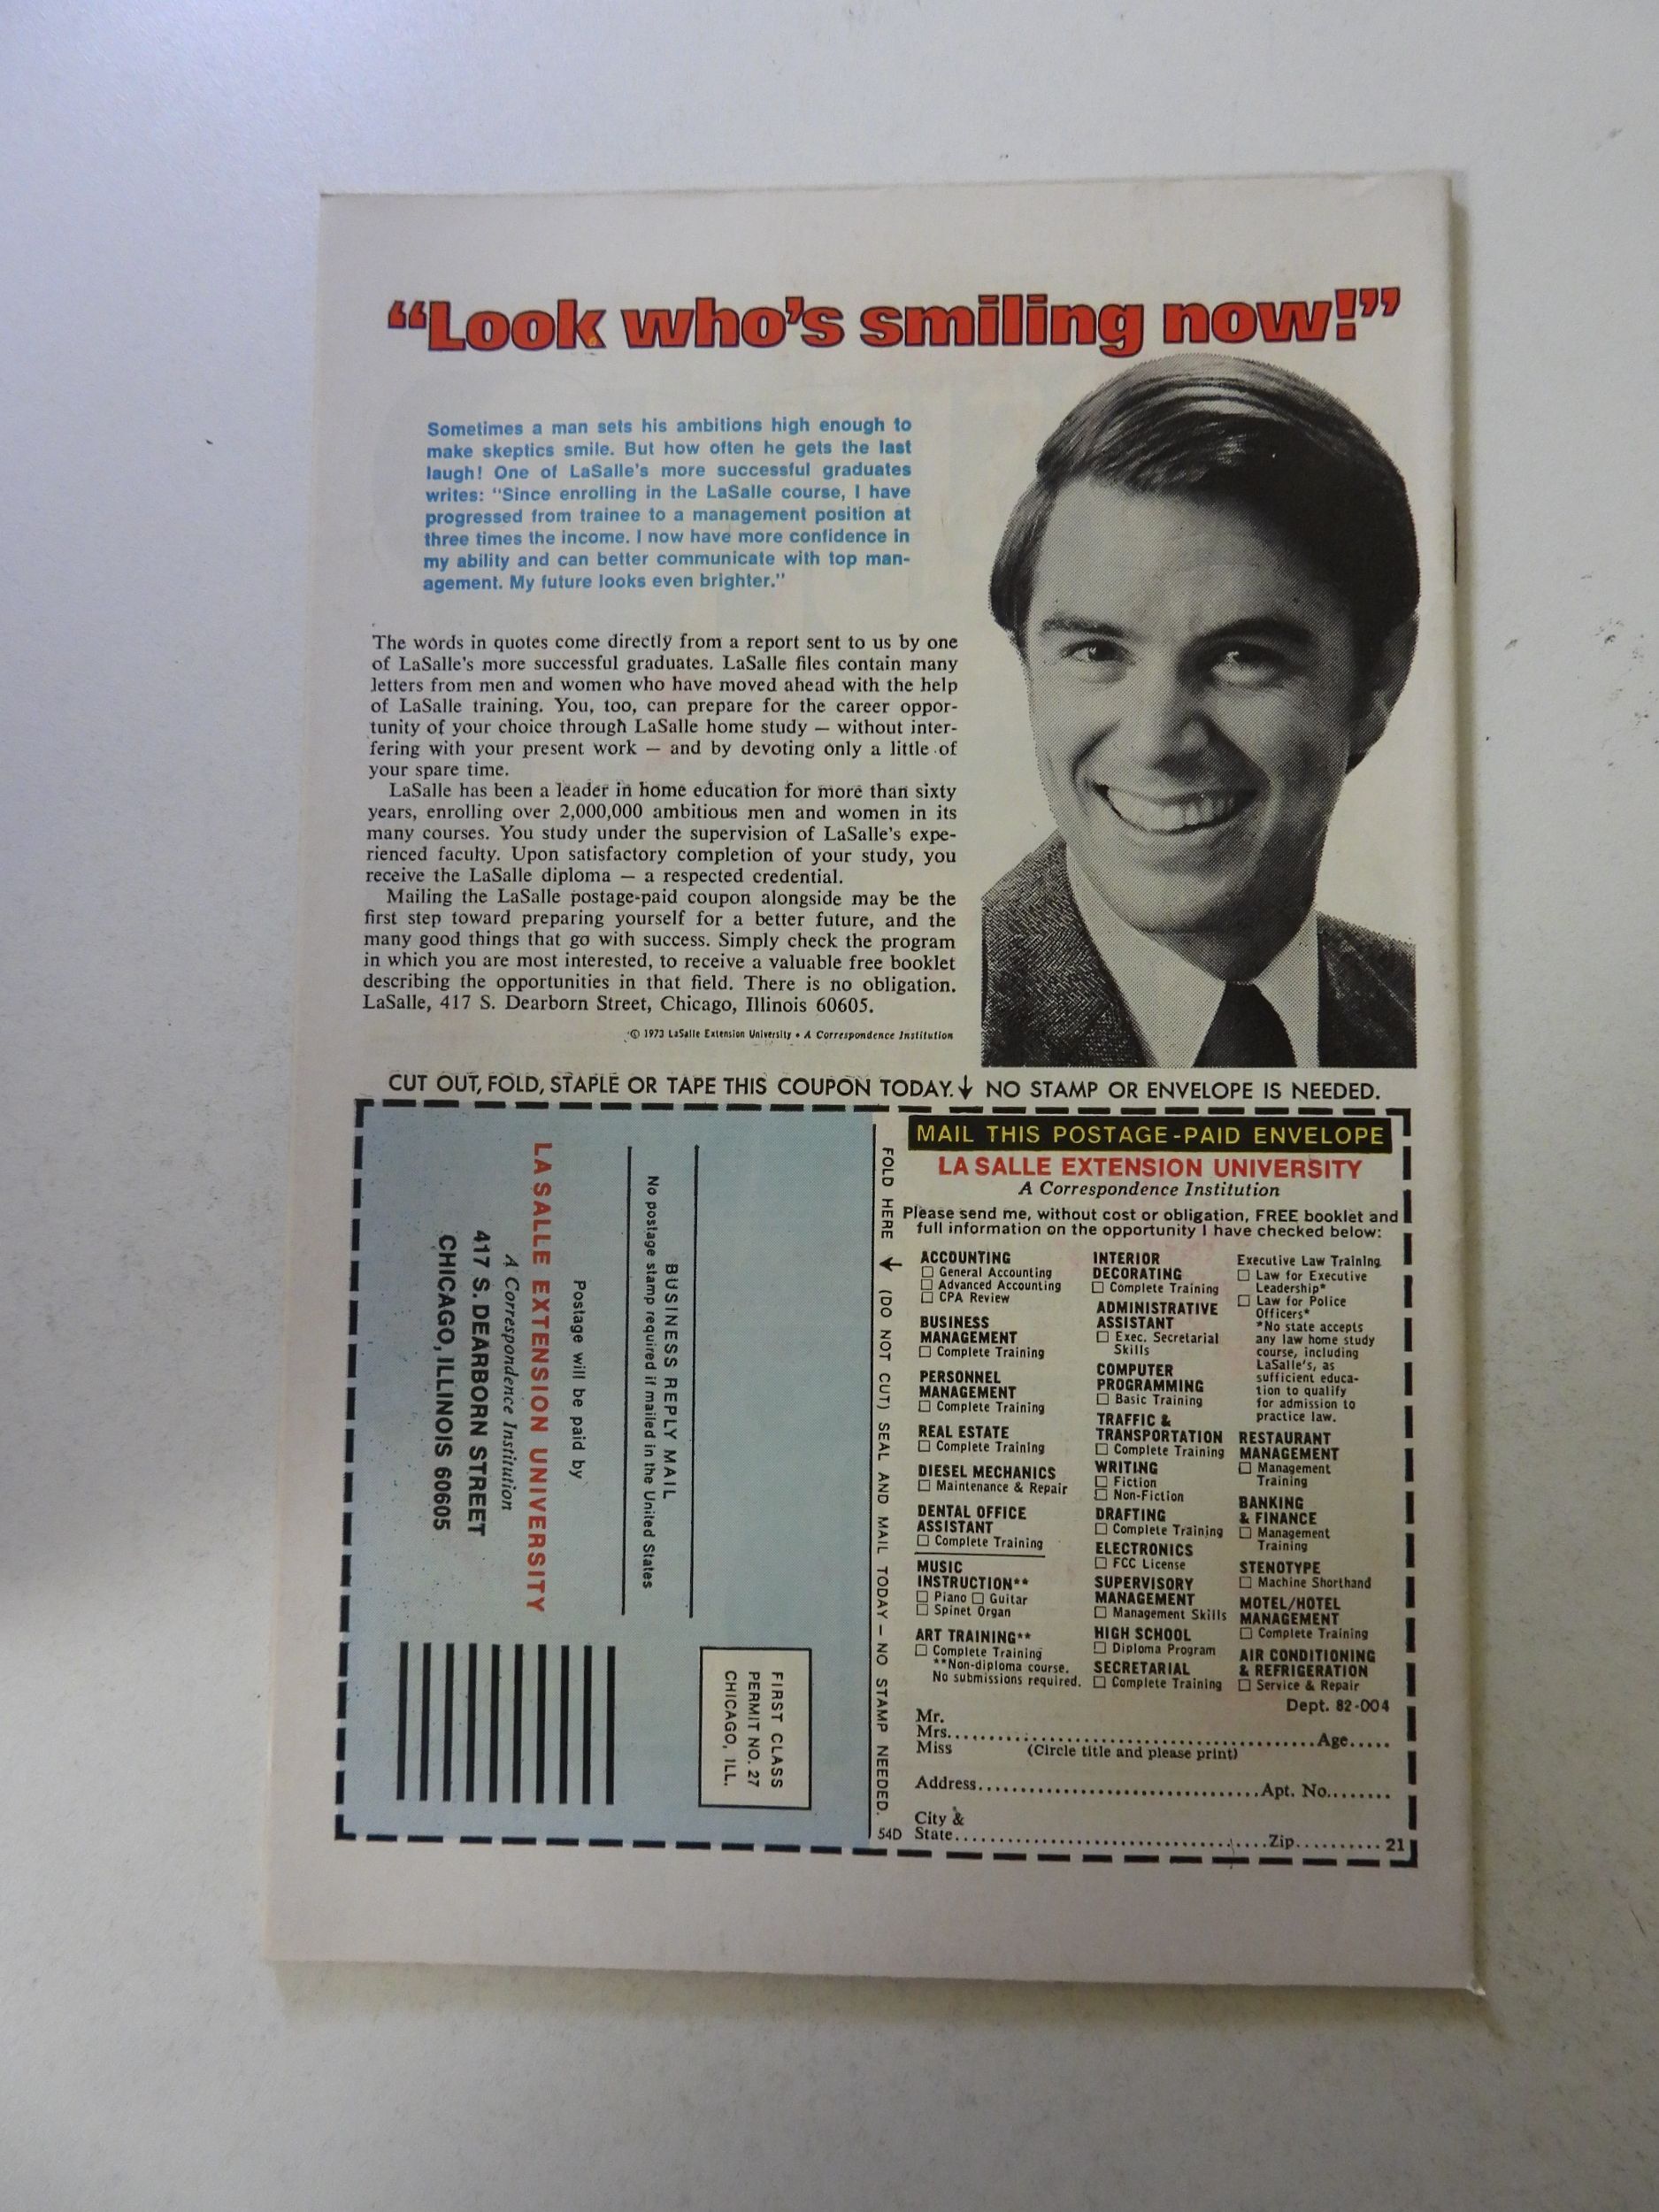 “Look who's smiling now!”
Sometimes a man sets his ambitions high enough to
make skeptics smile. But how often he gets the last
laugh! One of LaSalle's more successful graduates
writes: "Since enrolling in the LaSalle course, I have
progressed from trainee to a management position at
three times the income. I now have more confidence in
my ability and can better communicate with top man-
agement. My future looks even brighter."
The words in quotes come directly from a report sent to us by one
of LaSalle's more successful graduates. LaSalle files contain many
letters from men and women who have moved ahead with the help
of LaSalle training. You, too, can prepare for the career oppor-
tunity of your choice through LaSalle home study — without inter-
fering with your present work — and by devoting only a little of
your spare time.
LaSalle has been a leader in home education for more than sixty
years, enrolling over 2,000,000 ambitious men and women in its
many courses. You study under the supervision of LaSalle's expe-
rienced faculty. Upon satisfactory completion of your study, you
receive the LaSalle diploma — a respected credential.
Mailing the LaSalle postage-paid coupon alongside may be the
first step toward preparing yourself for a better future, and the
many good things that go with success. Simply check the program
in which you are most interested, to receive a valuable free booklet
describing the opportunities in that field. There is no obligation.
LaSalle, 417 S. Dearborn Street, Chicago, Illinois 60605.
© 1973 LaSalle Extension University • A Correspondence Institution
CUT OUT, FOLD, STAPLE OR TAPE THIS COUPON TODAY. ↓ NO STAMP OR ENVELOPE IS NEEDED.
FIRST CLASS
PERMIT NO. 27
CHICAGO, ILL.
BUSINESS REPLY MAIL
No postage stamp required if mailed in the United States
Postage will be paid by
LA SALLE EXTENSION UNIVERSITY
A Correspondence Institution
417 S. DEARBORN STREET
CHICAGO, ILLINOIS 60605
FOLD HERE → (DO NOT CUT) SEAL AND MAIL TODAY — NO STAMP NEEDED.
54D
MAIL THIS POSTAGE-PAID ENVELOPE
LA SALLE EXTENSION UNIVERSITY
A Correspondence Institution
Please send me, without cost or obligation, FREE booklet and
full information on the opportunity I have checked below:
ACCOUNTING
☐ General Accounting
☐ Advanced Accounting
☐ CPA Review
BUSINESS
MANAGEMENT
☐ Complete Training
PERSONNEL
MANAGEMENT
☐ Complete Training
REAL ESTATE
☐ Complete Training
DIESEL MECHANICS
☐ Maintenance & Repair
DENTAL OFFICE
ASSISTANT
☐ Complete Training
MUSIC
INSTRUCTION**
☐ Piano ☐ Guitar
☐ Spinet Organ
ART TRAINING**
☐ Complete Training
**Non-diploma course.
No submissions required.
INTERIOR
DECORATING
☐ Complete Training
ADMINISTRATIVE
ASSISTANT
☐ Exec. Secretarial
Skills
COMPUTER
PROGRAMMING
☐ Basic Training
TRAFFIC &
TRANSPORTATION
☐ Complete Training
WRITING
☐ Fiction
☐ Non-Fiction
DRAFTING
☐ Complete Training
ELECTRONICS
☐ FCC License
SUPERVISORY
MANAGEMENT
☐ Management Skills
HIGH SCHOOL
☐ Diploma Program
SECRETARIAL
☐ Complete Training
Executive Law Training
☐ Law for Executive
Leadership*
☐ Law for Police
Officers*
*No state accepts
any law home study
course, including
LaSalle's, as
sufficient educa-
tion to qualify
for admission to
practice law.
RESTAURANT
MANAGEMENT
☐ Management
Training
BANKING
& FINANCE
☐ Management
Training
STENOTYPE
☐ Machine Shorthand
MOTEL/HOTEL
MANAGEMENT
☐ Complete Training
AIR CONDITIONING
& REFRIGERATION
☐ Service & Repair
Dept. 82-004
Mr.
Mrs. Age
Miss (Circle title and please print)
Address Apt. No.
City &
State Zip 21